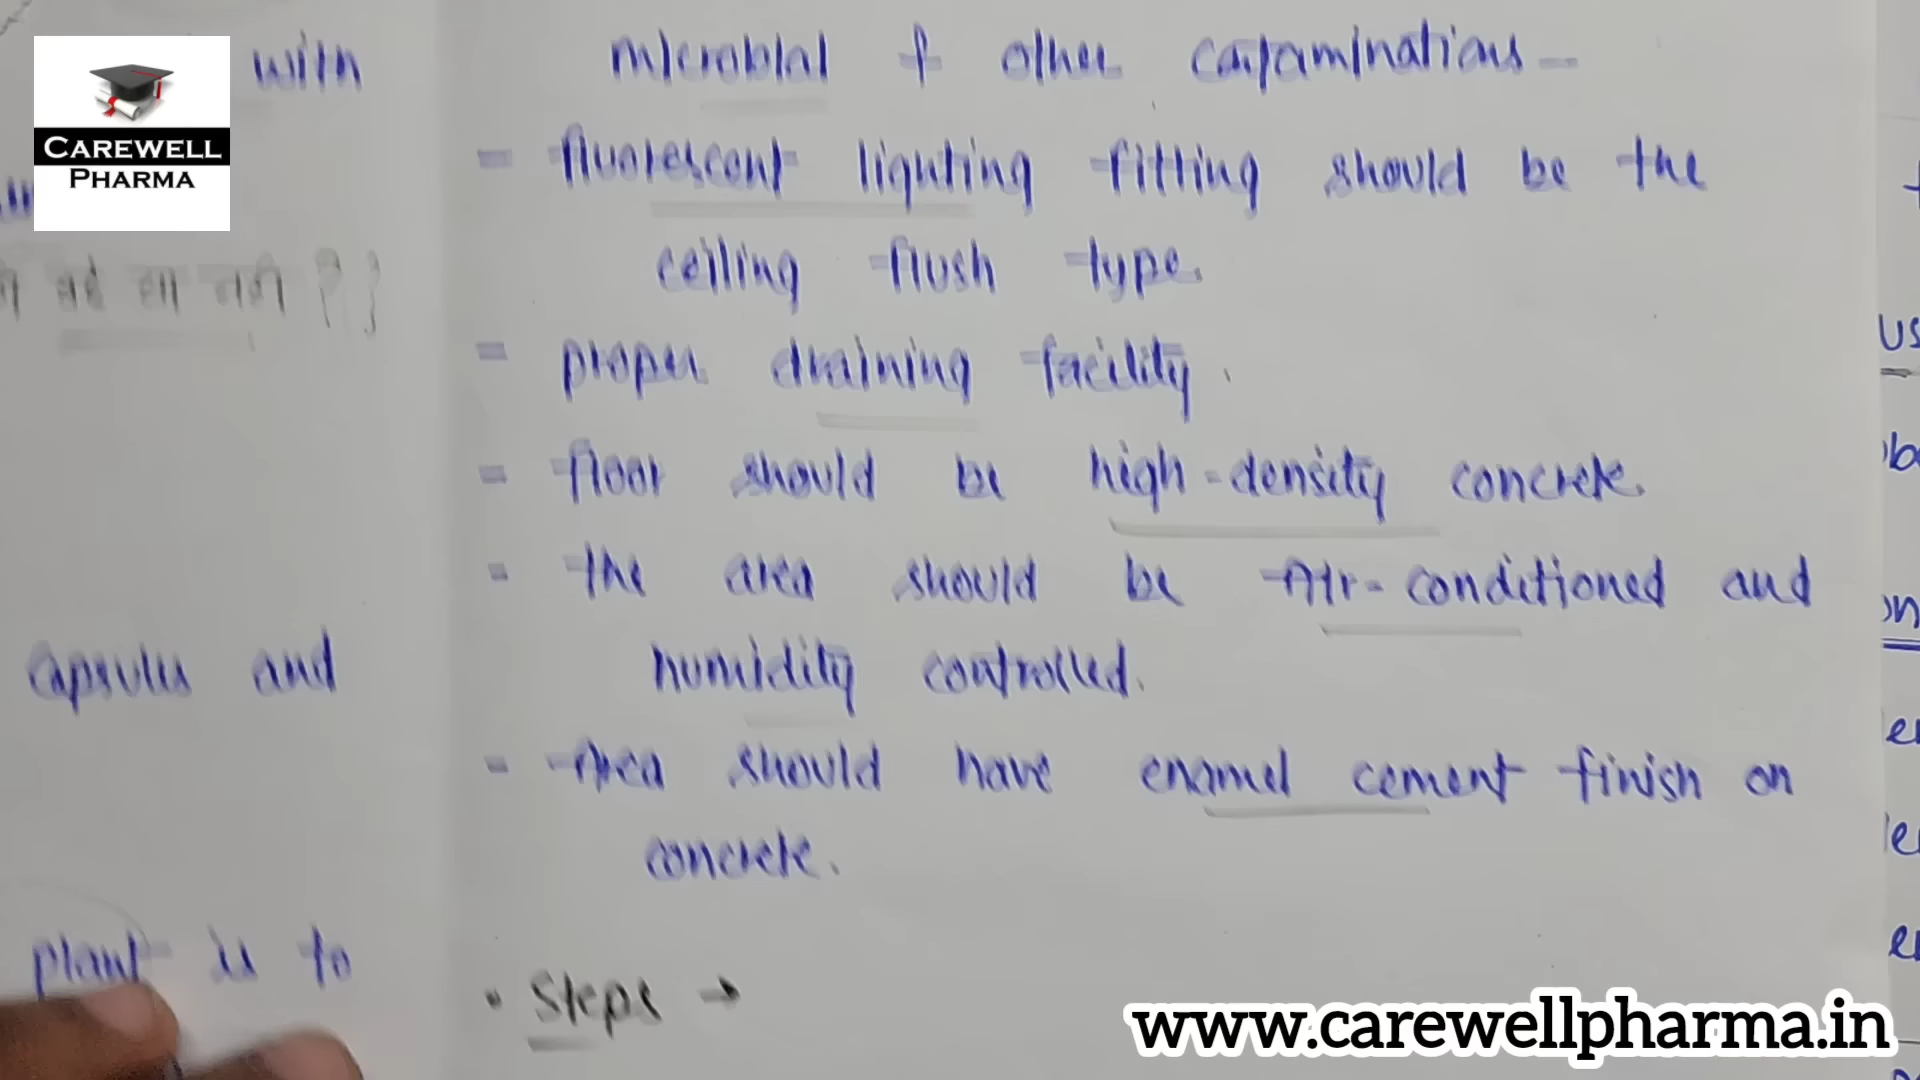 with
CAREWELL
PHARMA
capsules and
plant is to
microbial & other contaminations -
- fluorescent lighting fitting should be the
ceiling flush type.
- proper draining facility.
- floor should be high-density concrete.
- the area should be Air-conditioned and
humidity controlled.
- Area should have enamel cement finish on
concrete.
• Steps →
www.carewellpharma.in